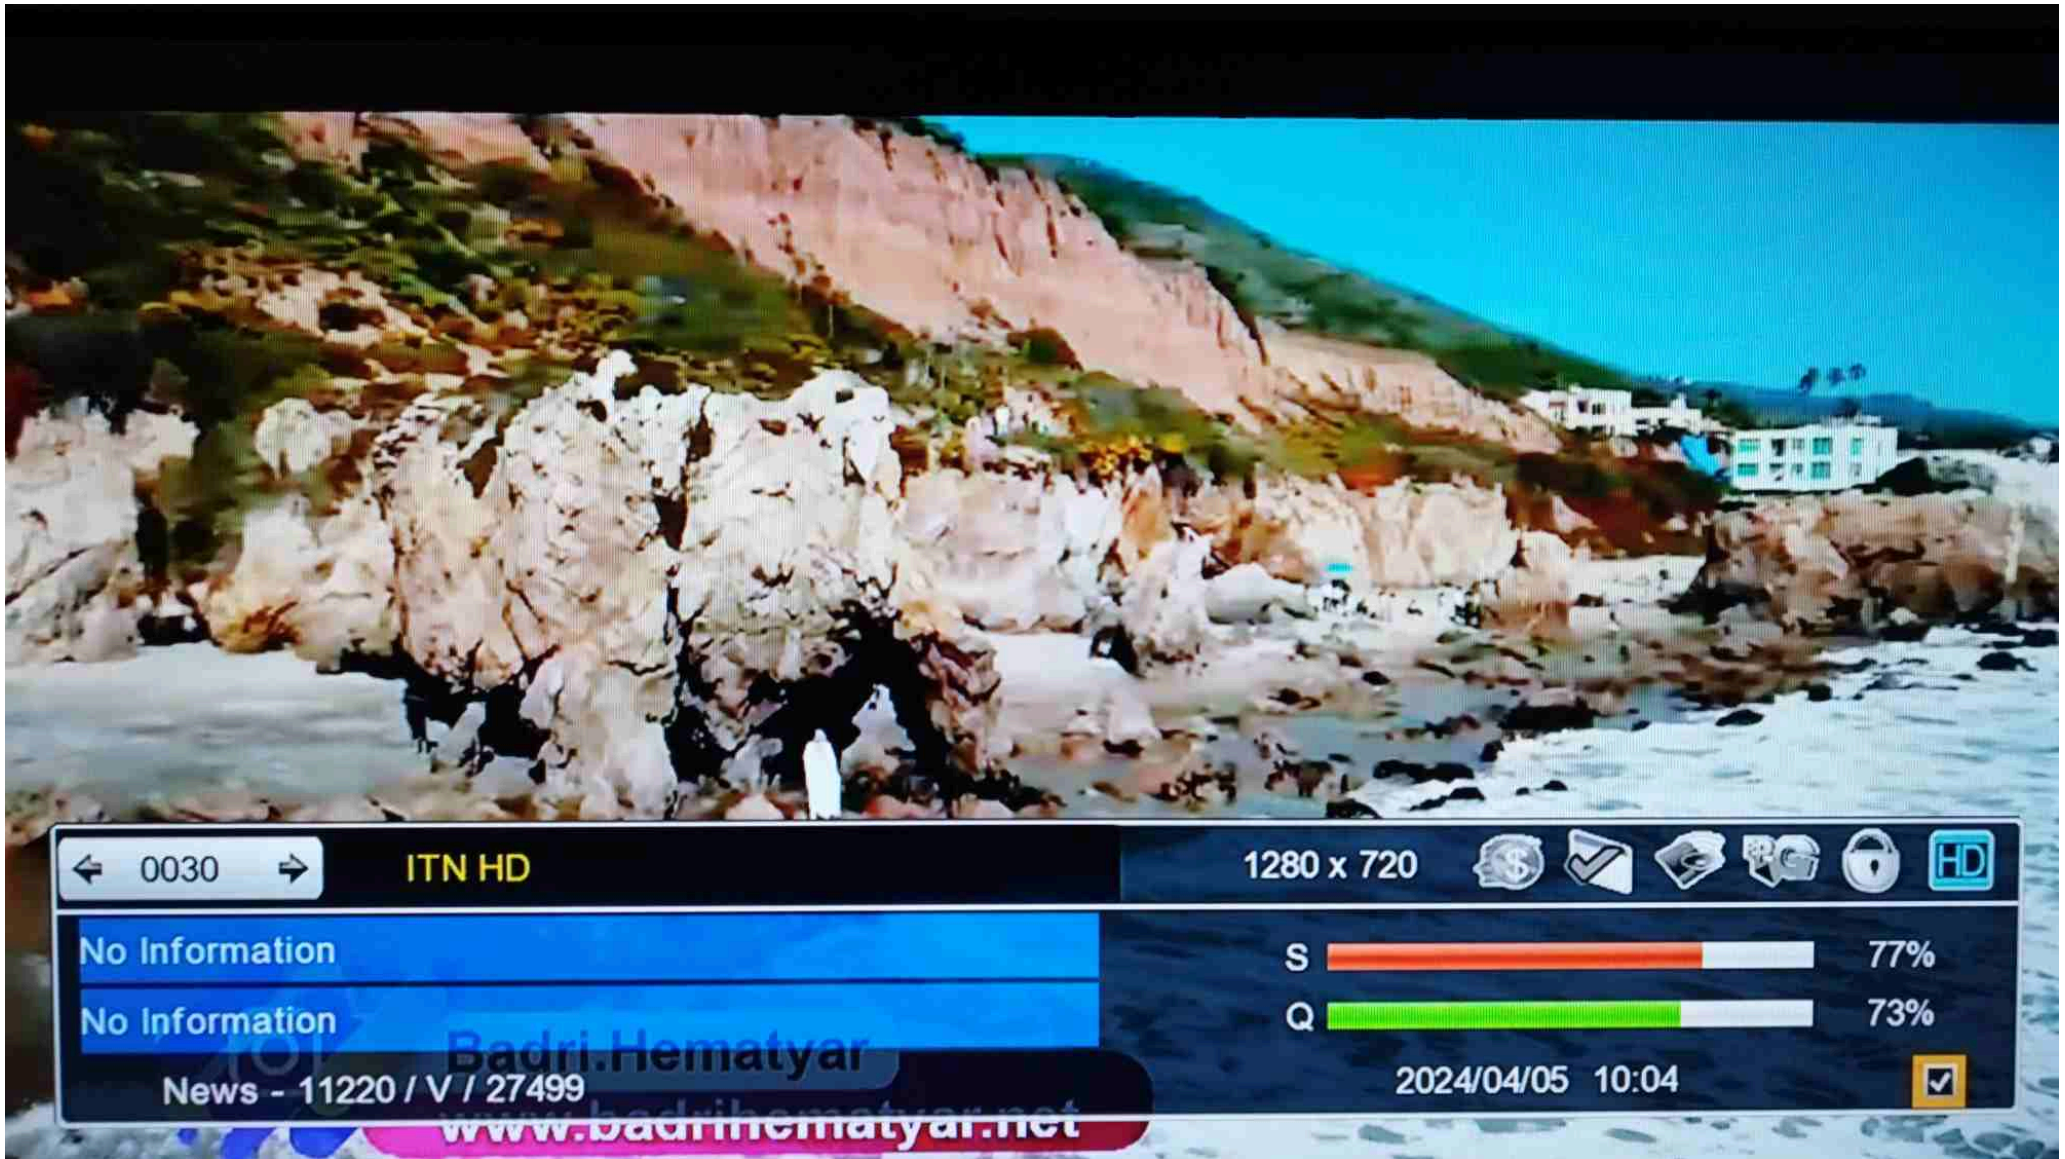 0030
ITN HD
1280 x 720
HD
No Information
S 77%
No Information
Q 73%
Badri.Hematyar
News - 11220 / V / 27499
2024/04/05 10:04
www.badrihematyar.net